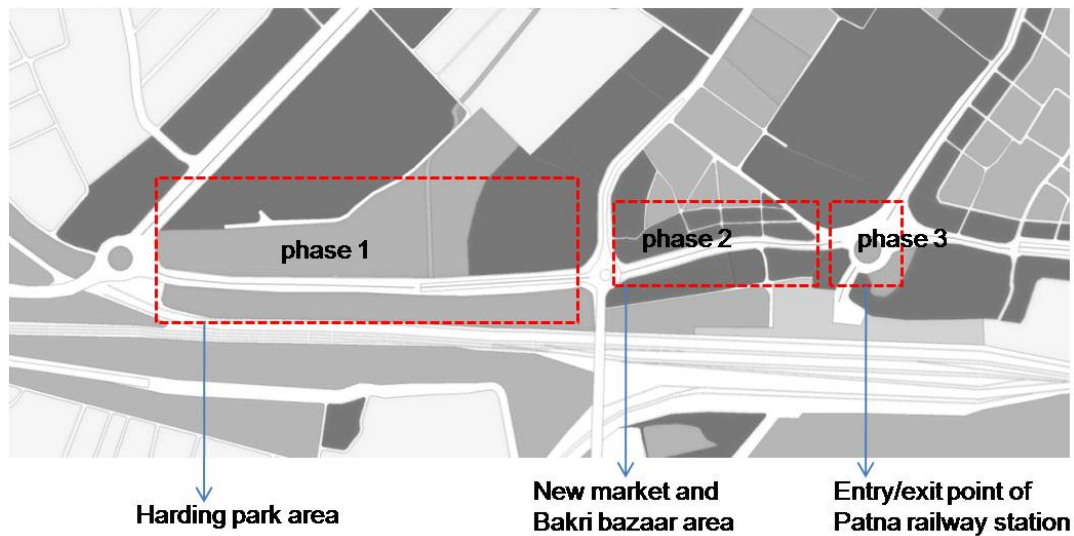 phase 1
phase 2
phase 3
Harding park area
New market and
Bakri bazaar area
Entry/exit point of
Patna railway station